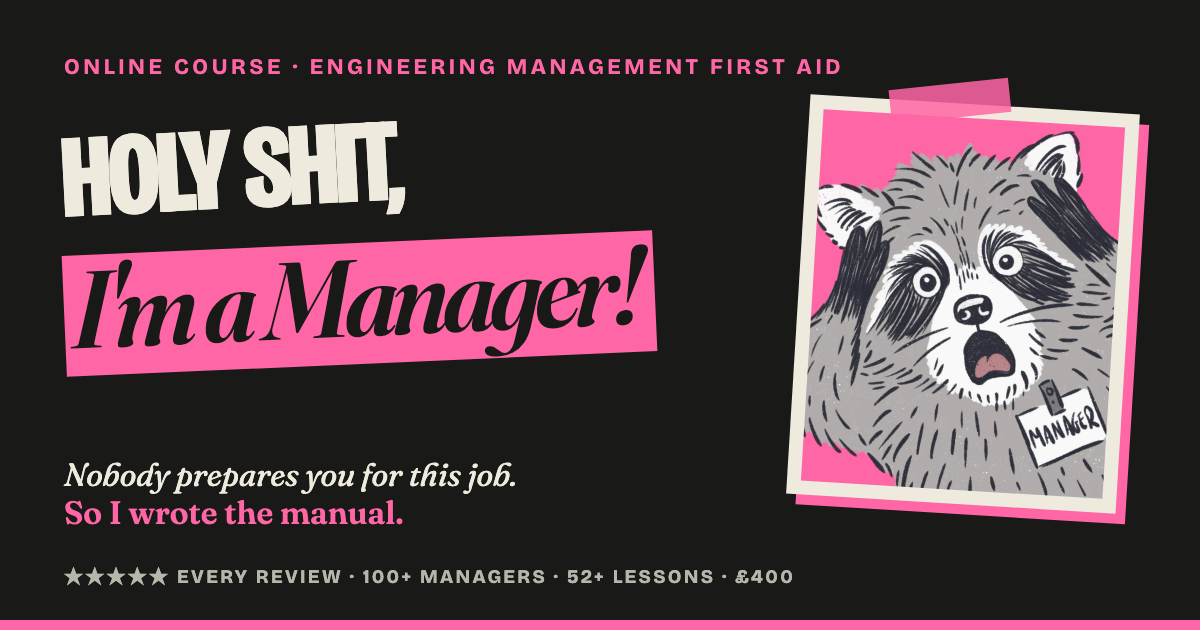 ONLINE COURSE · ENGINEERING MANAGEMENT FIRST AID
HOLY SHIT,
I'm a Manager!
MANAGER
Nobody prepares you for this job.
So I wrote the manual.
★★★★★ EVERY REVIEW · 100+ MANAGERS · 52+ LESSONS · £400